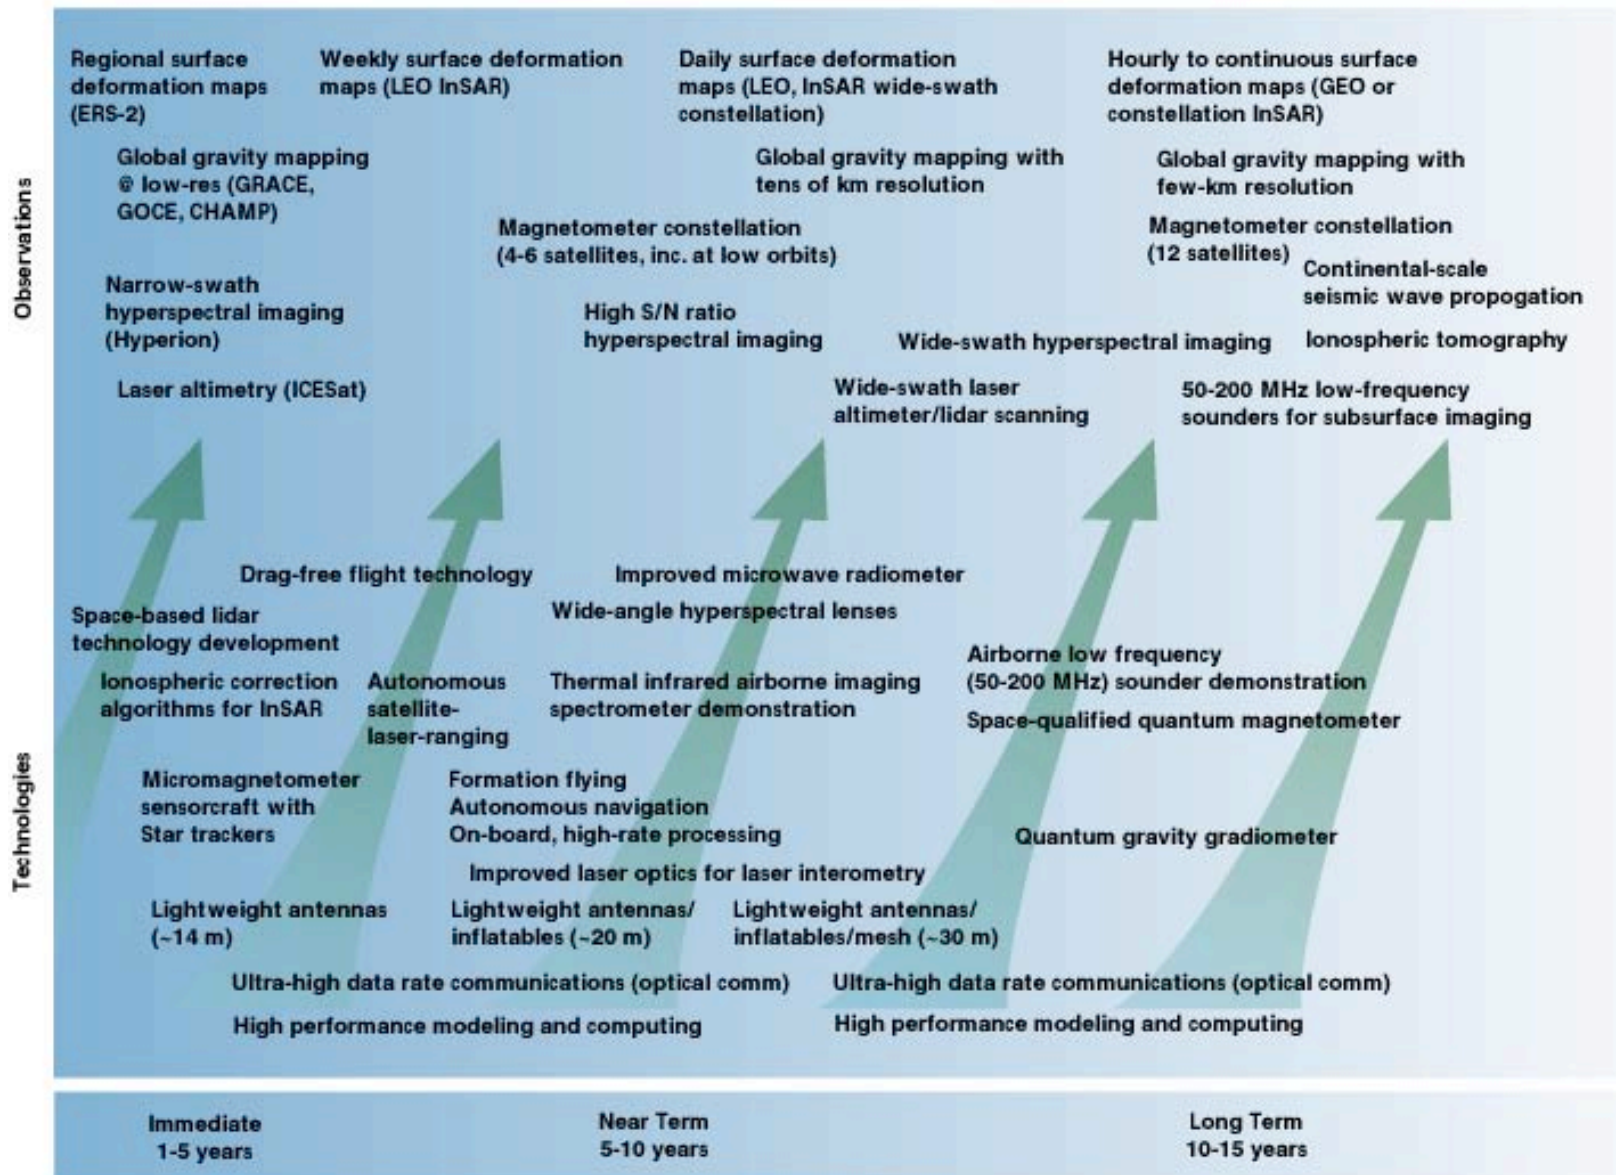 Observations
Regional surface
deformation maps
(ERS-2)
Weekly surface deformation
maps (LEO InSAR)
Daily surface deformation
maps (LEO, InSAR wide-swath
constellation)
Hourly to continuous surface
deformation maps (GEO or
constellation InSAR)
Global gravity mapping
@ low-res (GRACE,
GOCE, CHAMP)
Global gravity mapping with
tens of km resolution
Global gravity mapping with
few-km resolution
Magnetometer constellation
(4-6 satellites, inc. at low orbits)
Magnetometer constellation
(12 satellites)
Continental-scale
seismic wave propogation
Narrow-swath
hyperspectral imaging
(Hyperion)
High S/N ratio
hyperspectral imaging
Wide-swath hyperspectral imaging
Ionospheric tomography
Laser altimetry (ICESat)
Wide-swath laser
altimeter/lidar scanning
50-200 MHz low-frequency
sounders for subsurface imaging
Technologies
Drag-free flight technology
Improved microwave radiometer
Space-based lidar
technology development
Wide-angle hyperspectral lenses
Ionospheric correction
algorithms for InSAR
Autonomous
satellite-
laser-ranging
Thermal infrared airborne imaging
spectrometer demonstration
Airborne low frequency
(50-200 MHz) sounder demonstration
Space-qualified quantum magnetometer
Micromagnetometer
sensorcraft with
Star trackers
Formation flying
Autonomous navigation
On-board, high-rate processing
Quantum gravity gradiometer
Improved laser optics for laser interometry
Lightweight antennas
(~14 m)
Lightweight antennas/
inflatables (~20 m)
Lightweight antennas/
inflatables/mesh (~30 m)
Ultra-high data rate communications (optical comm)
Ultra-high data rate communications (optical comm)
High performance modeling and computing
High performance modeling and computing
Immediate
1-5 years
Near Term
5-10 years
Long Term
10-15 years